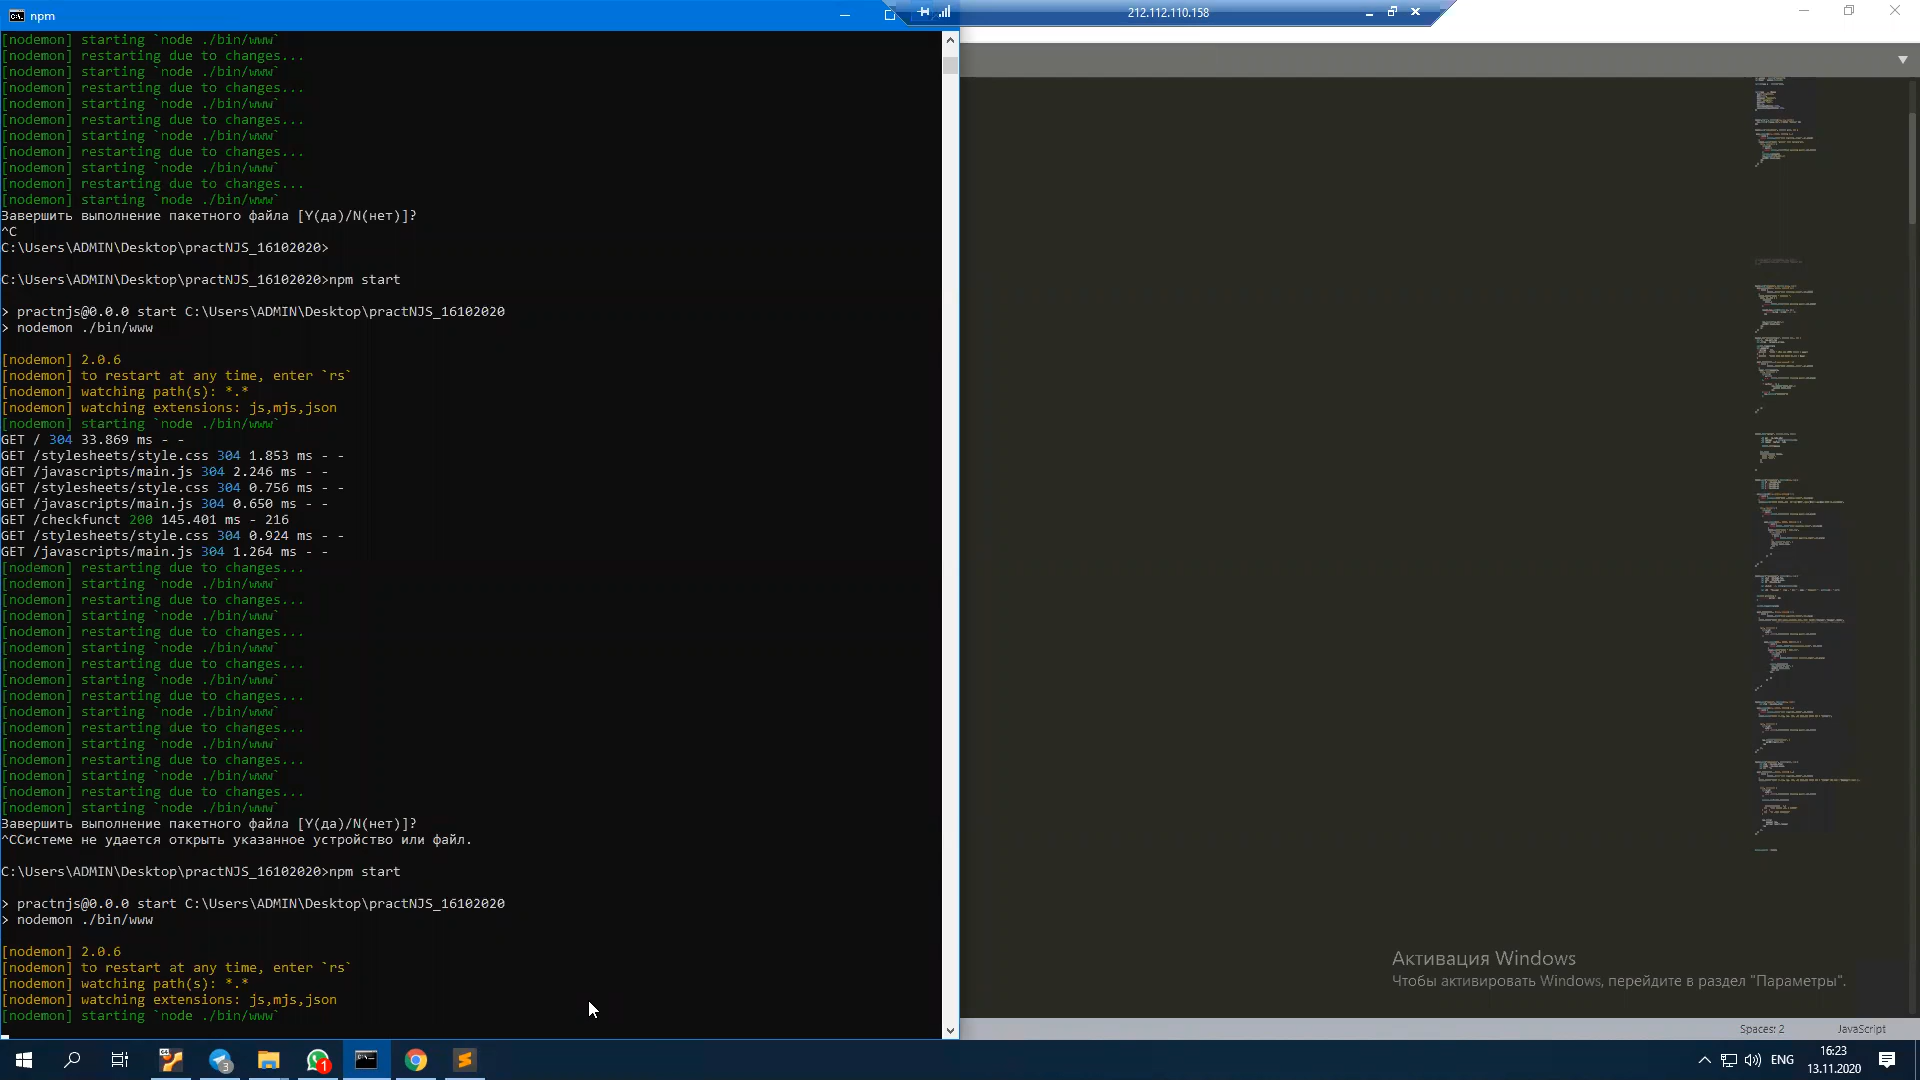 npm
212.112.110.158
[nodemon] starting `node ./bin/www`
[nodemon] restarting due to changes...
[nodemon] starting `node ./bin/www`
[nodemon] restarting due to changes...
[nodemon] starting `node ./bin/www`
[nodemon] restarting due to changes...
[nodemon] starting `node ./bin/www`
[nodemon] restarting due to changes...
[nodemon] starting `node ./bin/www`
[nodemon] restarting due to changes...
[nodemon] starting `node ./bin/www`
Завершить выполнение пакетного файла [Y(да)/N(нет)]?
^C
C:\Users\ADMIN\Desktop\practNJS_16102020>
C:\Users\ADMIN\Desktop\practNJS_16102020>npm start
> practnjs@0.0.0 start C:\Users\ADMIN\Desktop\practNJS_16102020
> nodemon ./bin/www
[nodemon] 2.0.6
[nodemon] to restart at any time, enter `rs`
[nodemon] watching path(s): *.*
[nodemon] watching extensions: js,mjs,json
[nodemon] starting `node ./bin/www`
GET / 304 33.869 ms - -
GET /stylesheets/style.css 304 1.853 ms - -
GET /javascripts/main.js 304 2.246 ms - -
GET /stylesheets/style.css 304 0.756 ms - -
GET /javascripts/main.js 304 0.650 ms - -
GET /checkfunct 200 145.401 ms - 216
GET /stylesheets/style.css 304 0.924 ms - -
GET /javascripts/main.js 304 1.264 ms - -
[nodemon] restarting due to changes...
[nodemon] starting `node ./bin/www`
[nodemon] restarting due to changes...
[nodemon] starting `node ./bin/www`
[nodemon] restarting due to changes...
[nodemon] starting `node ./bin/www`
[nodemon] restarting due to changes...
[nodemon] starting `node ./bin/www`
[nodemon] restarting due to changes...
[nodemon] starting `node ./bin/www`
[nodemon] restarting due to changes...
[nodemon] starting `node ./bin/www`
[nodemon] restarting due to changes...
[nodemon] starting `node ./bin/www`
[nodemon] restarting due to changes...
[nodemon] starting `node ./bin/www`
Завершить выполнение пакетного файла [Y(да)/N(нет)]?
^CСистеме не удается открыть указанное устройство или файл.
C:\Users\ADMIN\Desktop\practNJS_16102020>npm start
> practnjs@0.0.0 start C:\Users\ADMIN\Desktop\practNJS_16102020
> nodemon ./bin/www
[nodemon] 2.0.6
[nodemon] to restart at any time, enter `rs`
[nodemon] watching path(s): *.*
[nodemon] watching extensions: js,mjs,json
[nodemon] starting `node ./bin/www`
Активация Windows
Чтобы активировать Windows, перейдите в раздел "Параметры".
Spaces: 2
JavaScript
3
1
ENG
16:23
13.11.2020